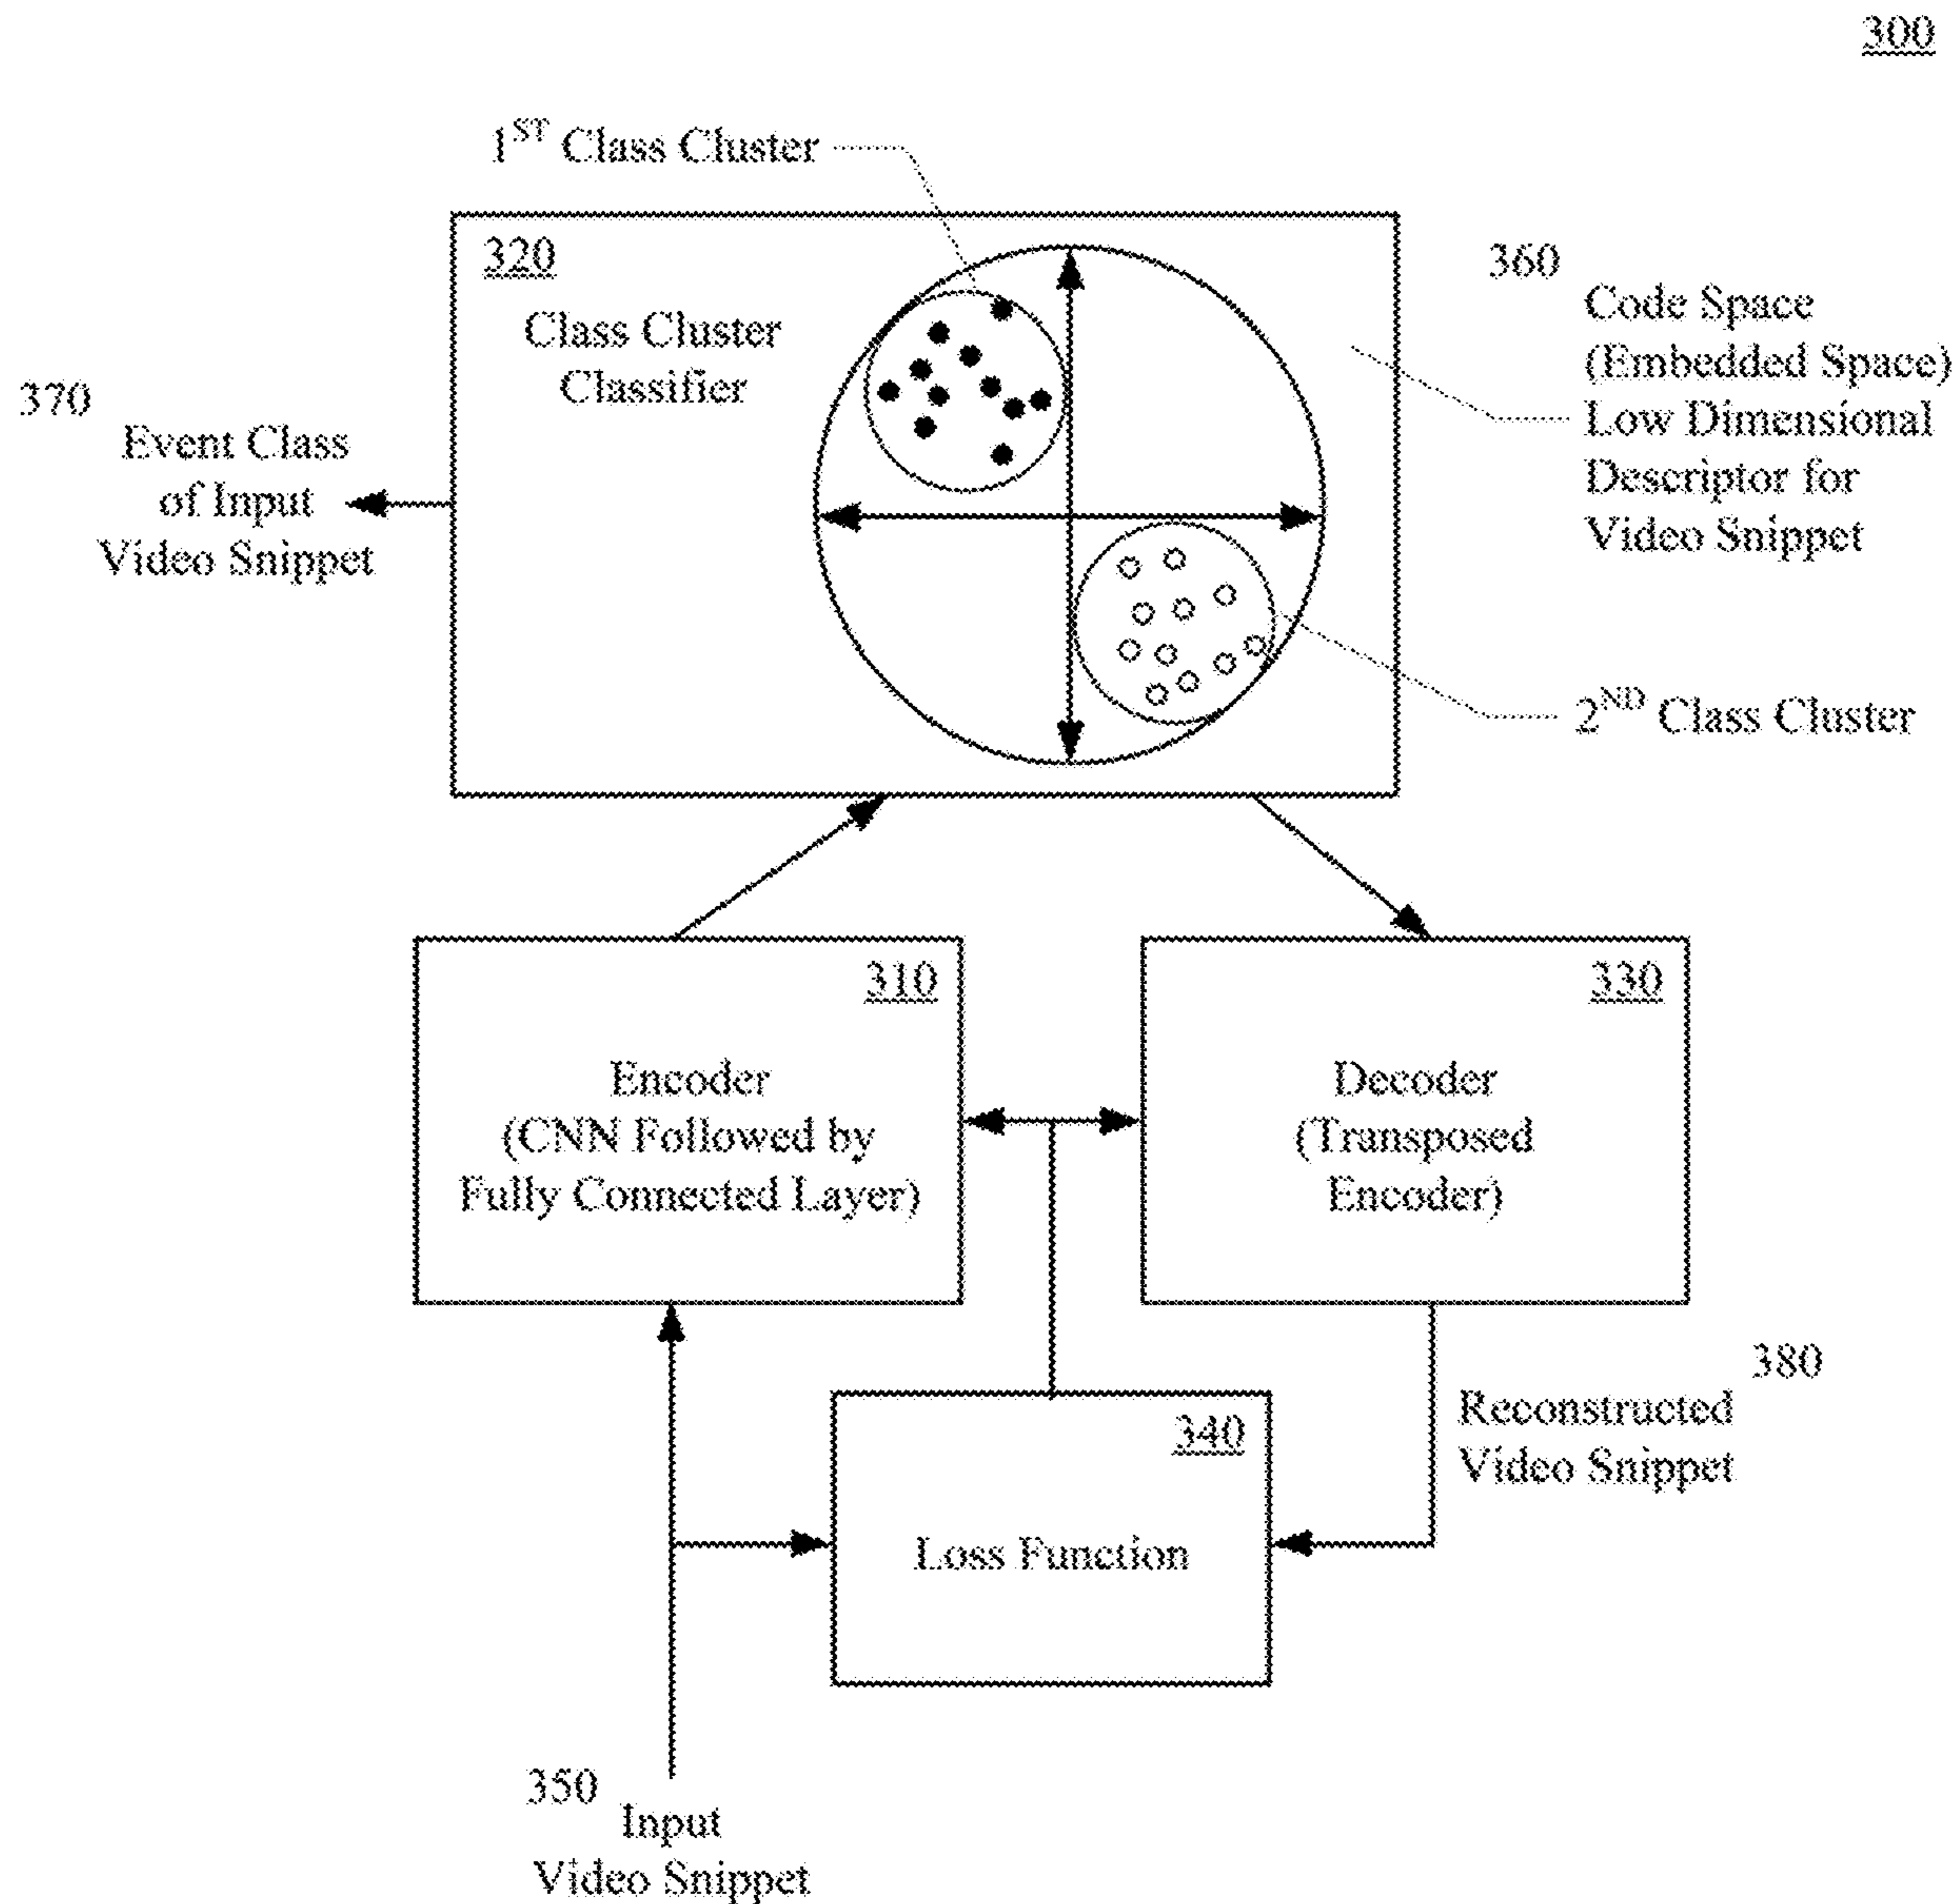 300
1ST Class Cluster
320
Class Cluster
Classifier
360
Code Space
(Embedded Space)
Low Dimensional
Descriptor for
Video Snippet
370
Event Class
of Input
Video Snippet
2ND Class Cluster
310
Encoder
(CNN Followed by
Fully Connected Layer)
330
Decoder
(Transposed
Encoder)
380
Reconstructed
Video Snippet
340
Loss Function
350
Input
Video Snippet